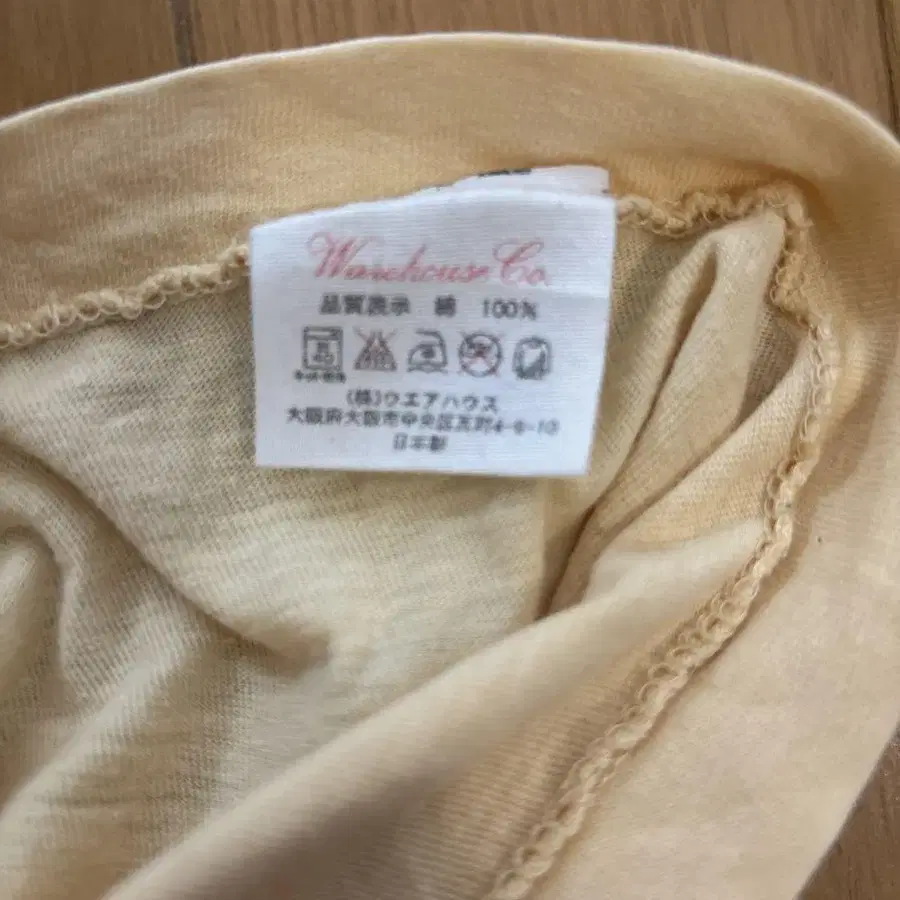 Warehouse Co.
品質表示 綿 100%
(株)ウエアハウス
大阪府大阪市中央区瓦町4-6-10
日本製